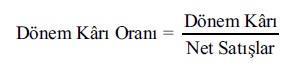 Dönem Kârı Oranı = Dönem Kârı
Net Satışlar